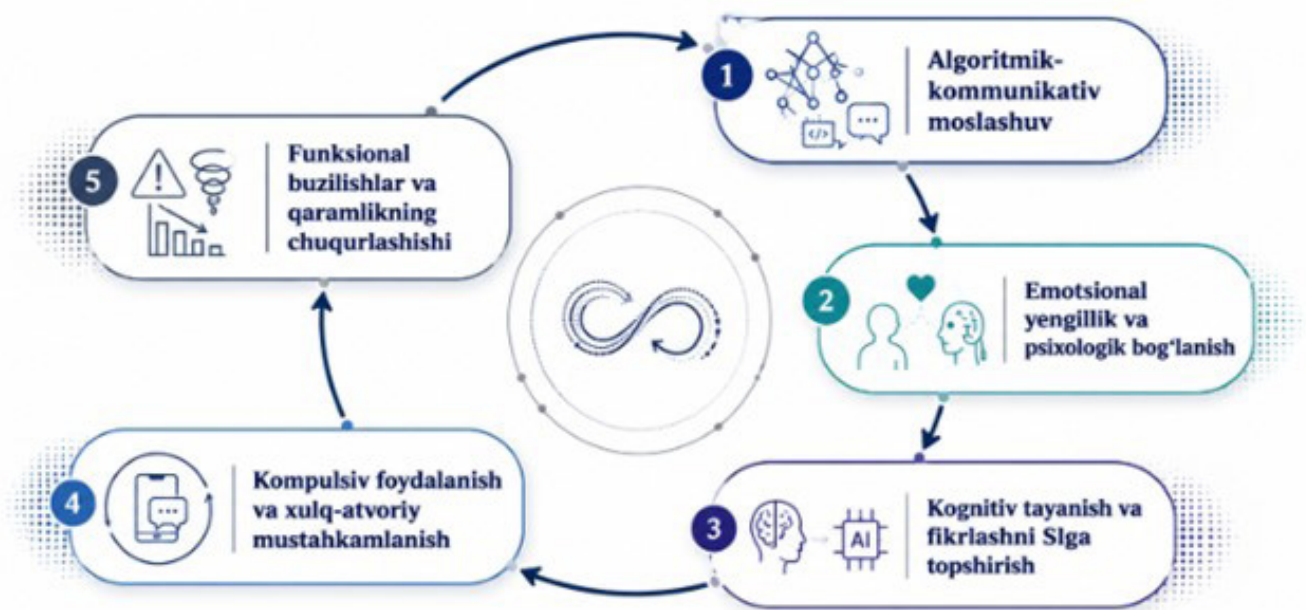 1
Algoritmik-
kommunikativ
moslashuv
</>
2
Emotsional
yengillik va
psixologik bog‘lanish
3
AI
Kognitiv tayanish va
fikrlashni SIga
topshirish
4
Kompulsiv foydalanish
va xulq-atvoriy
mustahkamlanish
5
Funksional
buzilishlar va
qaramlikning
chuqurlashishi